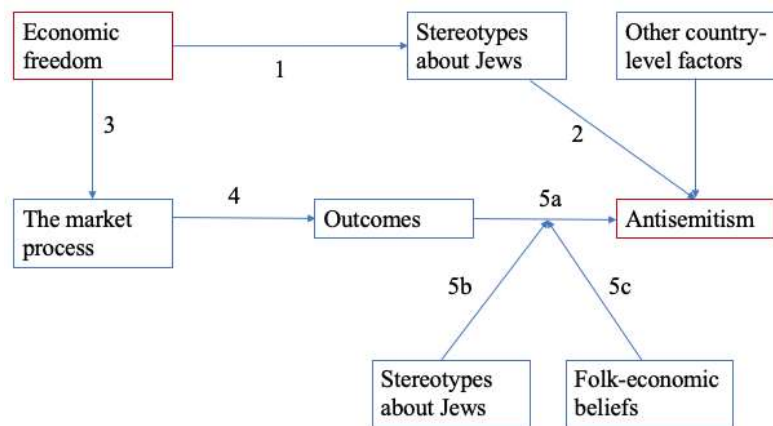 Economic
freedom
Stereotypes
about Jews
Other country-
level factors
1
3
2
The market
process
4
Outcomes
5a
Antisemitism
5b
5c
Stereotypes
about Jews
Folk-economic
beliefs